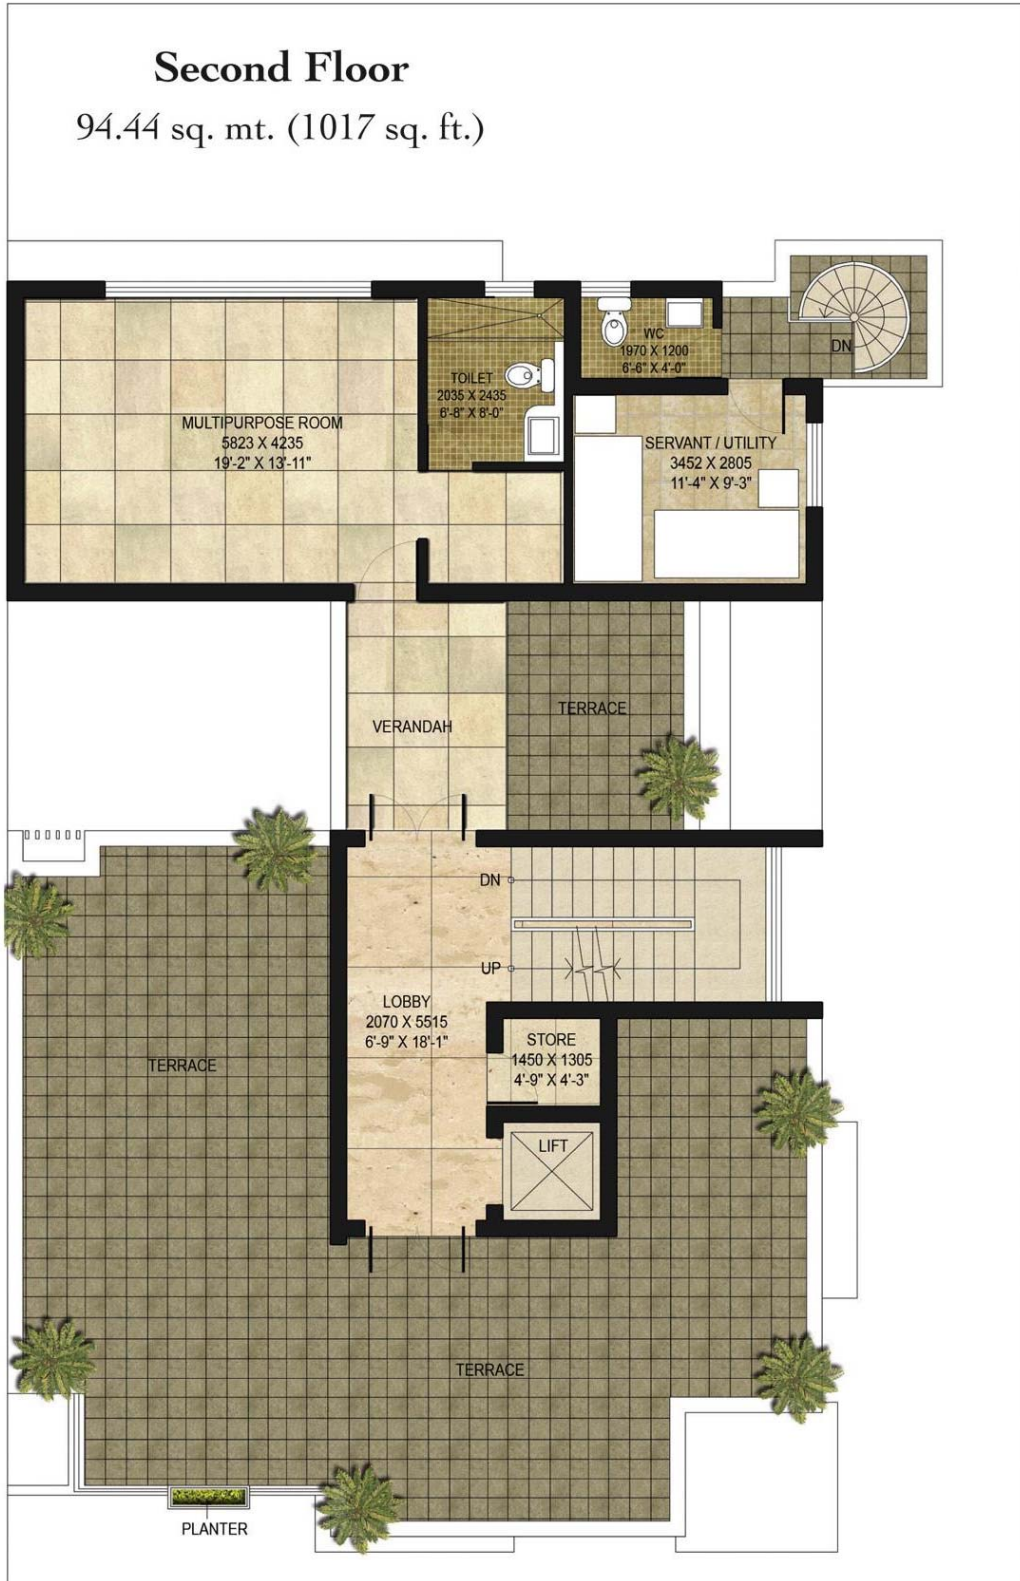 Second Floor
94.44 sq. mt. (1017 sq. ft.)
DN
WC
1970 X 1200
6'-6" X 4'-0"
TOILET
2035 X 2435
6'-8" X 8'-0"
MULTIPURPOSE ROOM
5823 X 4235
19'-2" X 13'-11"
SERVANT / UTILITY
3452 X 2805
11'-4" X 9'-3"
TERRACE
VERANDAH
DN
UP
LOBBY
2070 X 5515
6'-9" X 18'-1"
STORE
1450 X 1305
4'-9" X 4'-3"
TERRACE
LIFT
TERRACE
PLANTER